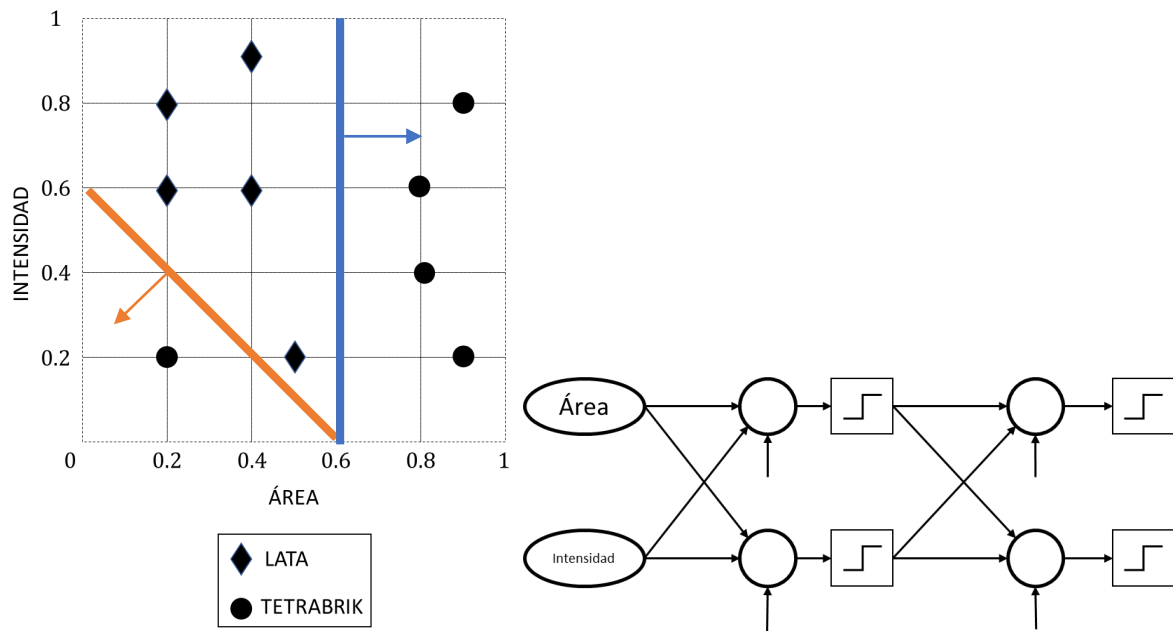 1
0.8
0.6
0.4
0.2
0
0.2
0.4
0.6
0.8
1
INTENSIDAD
ÁREA
LATA
TETRABRIK
Área
Intensidad